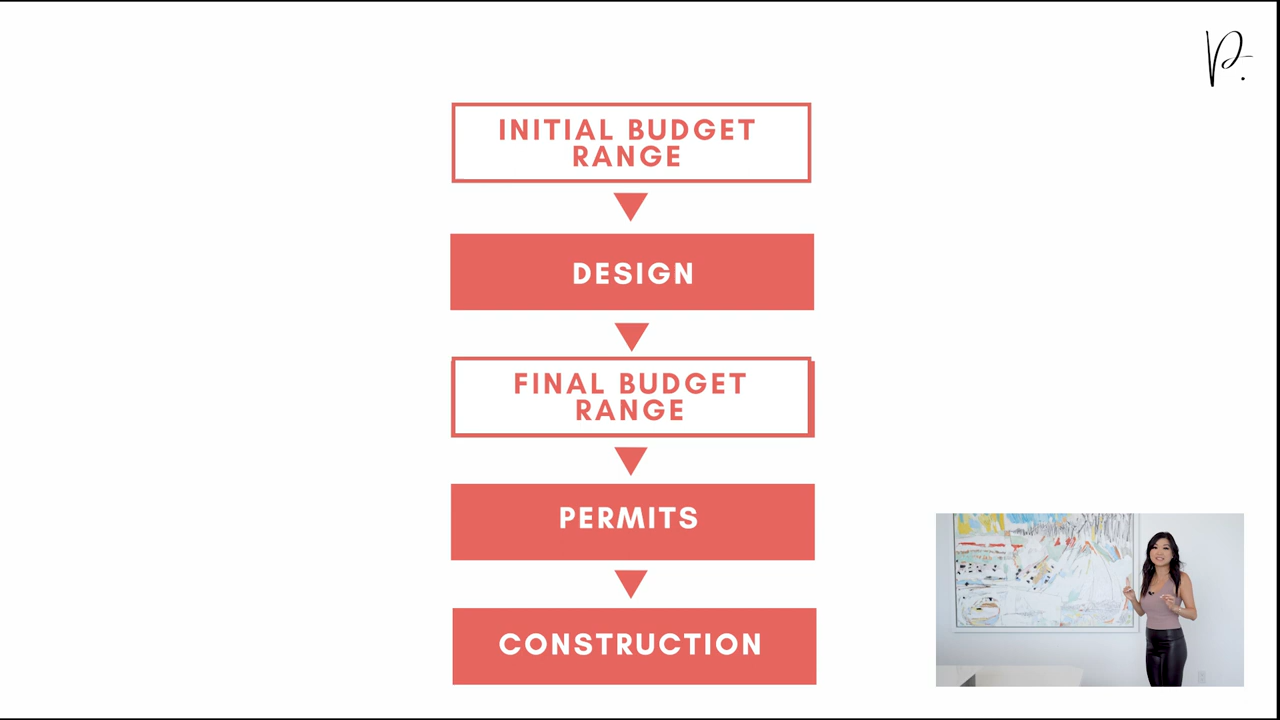 P.
INITIAL BUDGET
RANGE
DESIGN
FINAL BUDGET
RANGE
PERMITS
CONSTRUCTION